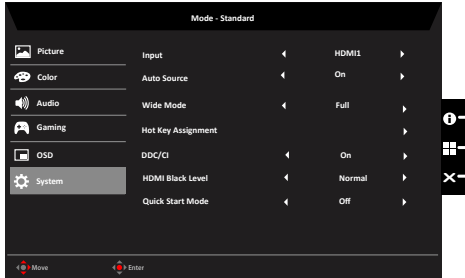 Mode - Standard
Picture
Color
Audio
Gaming
OSD
System
Input HDMI1
Auto Source On
Wide Mode Full
Hot Key Assignment
DDC/CI On
HDMI Black Level Normal
Quick Start Mode Off
Move Enter